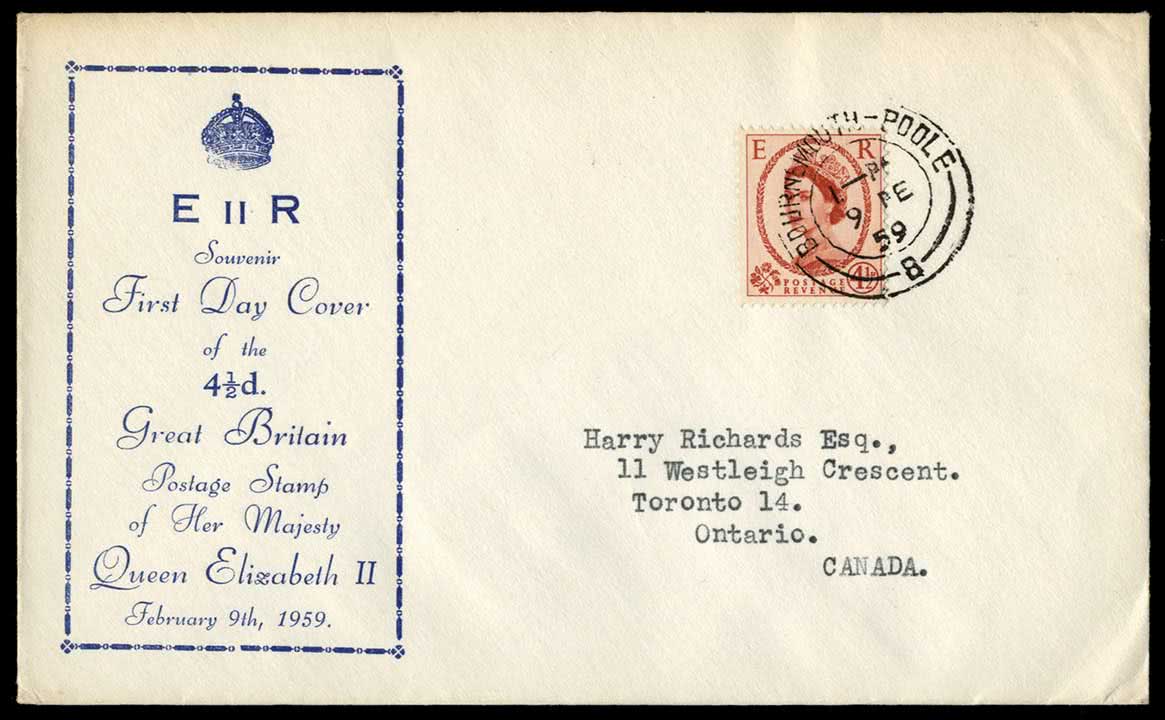 E II R
Souvenir
First Day Cover
of the
4½d.
Great Britain
Postage Stamp
of Her Majesty
Queen Elizabeth II
February 9th, 1959.
E R
POSTAGE
REVENUE
4½
BOURNEMOUTH-POOLE
9 FE
59
8
Harry Richards Esq.,
11 Westleigh Crescent.
Toronto 14.
Ontario.
CANADA.